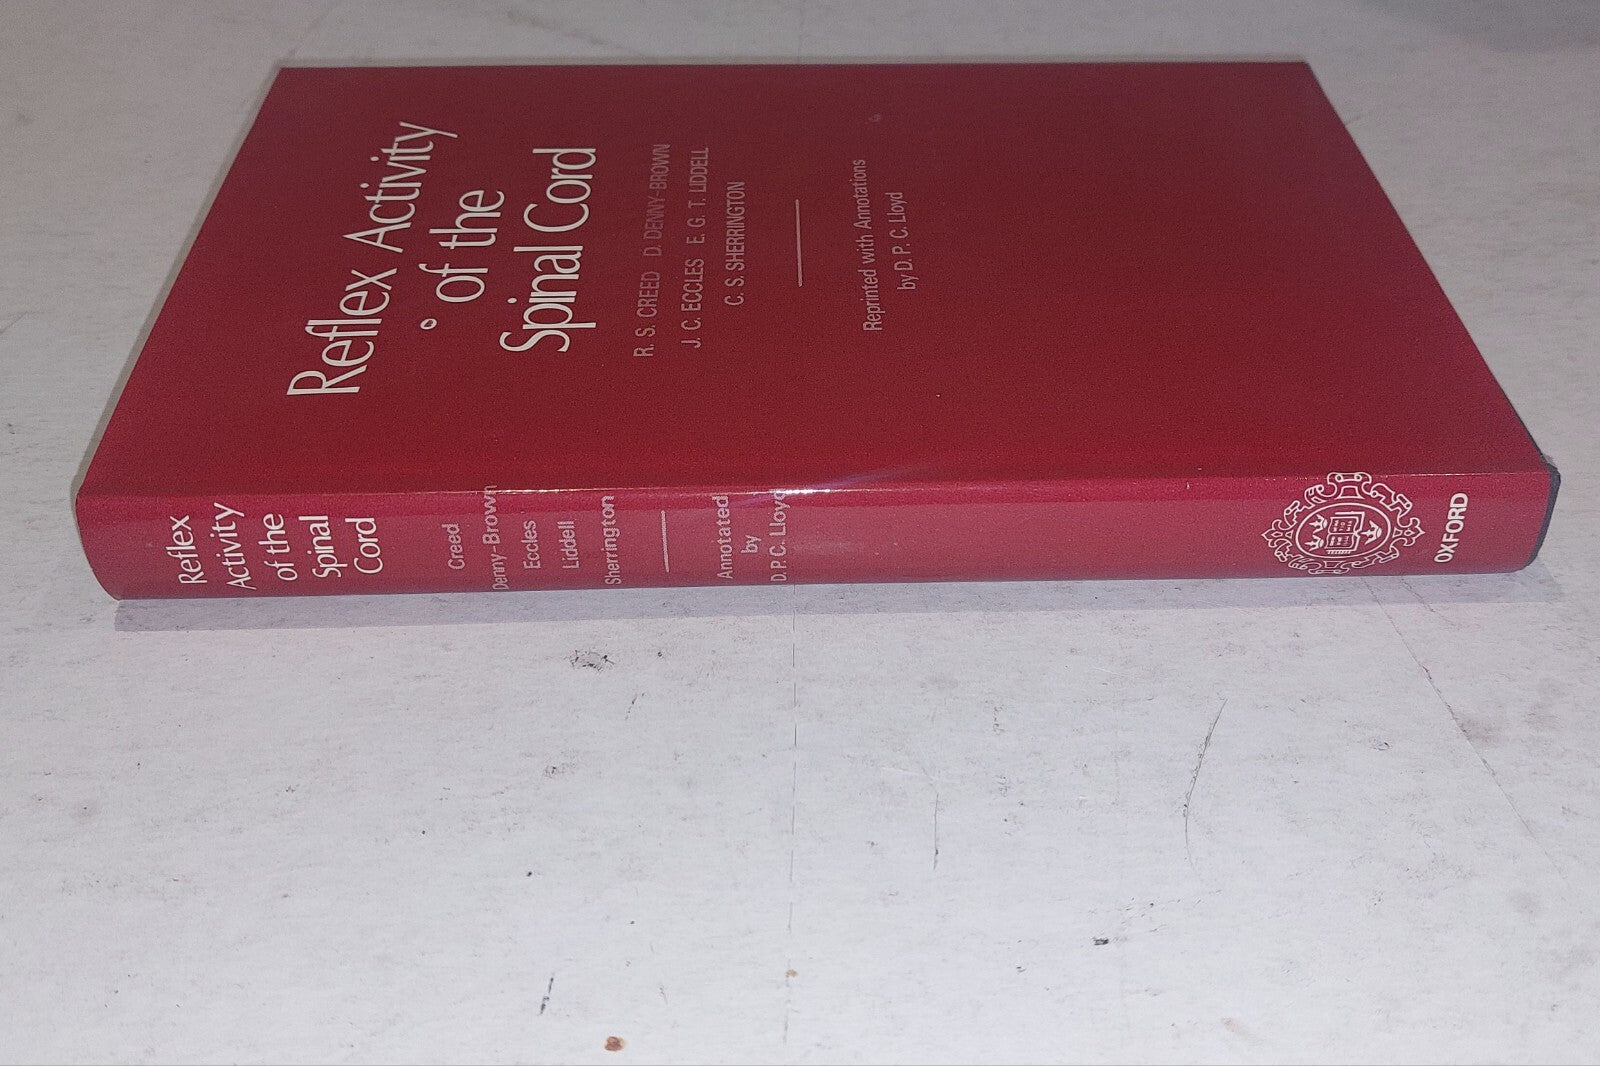 Reflex Activity
of the
Spinal Cord
R. S. CREED D. DENNY-BROWN
J. C. ECCLES E. G. T. LIDDELL
C. S. SHERRINGTON
Reprinted with Annotations
by D. P. C. Lloyd
Reflex
Activity
of the
Spinal
Cord
Creed
Denny-Brown
Eccles
Liddell
Sherrington
Annotated
by
D.P.C. Lloyd
OXFORD